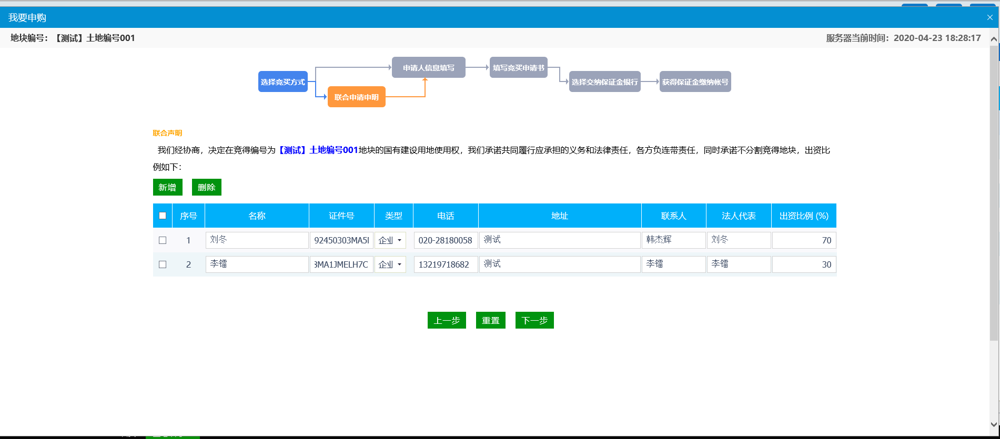 我要申购
地块编号：【测试】土地编号001
服务器当前时间：2020-04-23 18:28:17
选择竞买方式
申请人信息填写
填写竞买申请书
联合申请申明
选择交纳保证金银行
获得保证金缴纳帐号
联合声明
我们经协商，决定在竞得编号为【测试】土地编号001地块的国有建设用地使用权，我们承诺共同履行应承担的义务和法律责任，各方负连带责任，同时承诺不分割竞得地块，出资比
例如下：
新增 删除
序号 名称 证件号 类型 电话 地址 联系人 法人代表 出资比例 (%)
1 刘冬 92450303MA5 企业 020-28180058 测试 韩杰辉 刘冬 70
2 李镭 3MA1JMELH7C 企业 13219718682 测试 李镭 李镭 30
上一步 重置 下一步